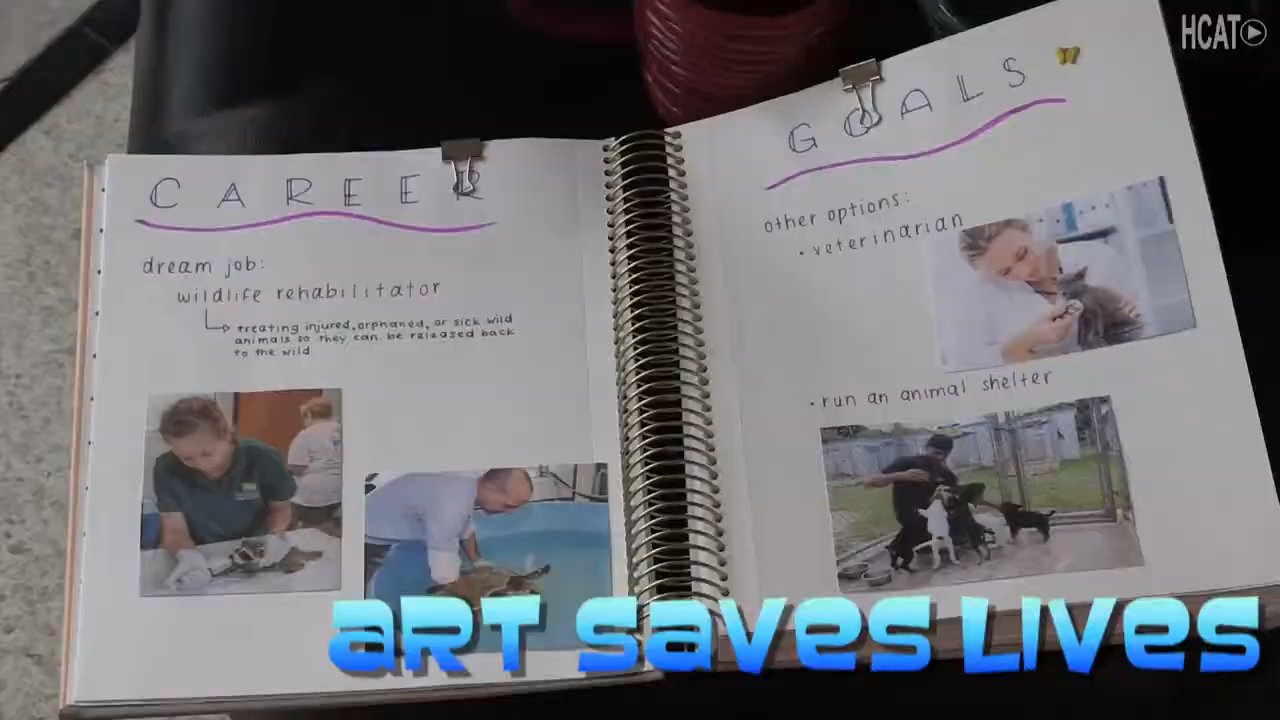 HCAT
CAREER
dream job:
wildlife rehabilitator
treating injured, orphaned, or sick wild
animals so they can be released back
to the wild
GOALS
other options:
• veterinarian
• run an animal shelter
ART SAVES LIVES